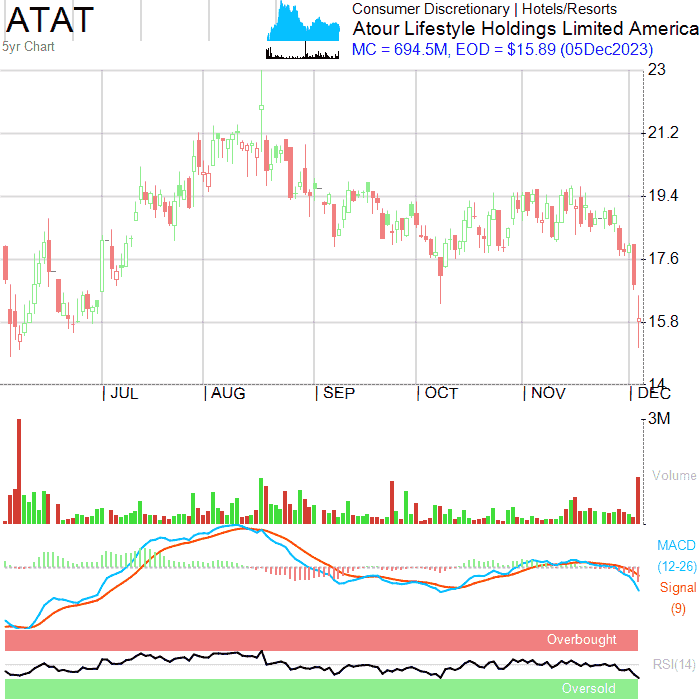 ATAT
5yr Chart
Consumer Discretionary | Hotels/Resorts
Atour Lifestyle Holdings Limited America
MC = 694.5M, EOD = $15.89 (05Dec2023)
23
21.2
19.4
17.6
15.8
14
| JUL
| AUG
| SEP
| OCT
| NOV
| DEC
3M
Volume
MACD
(12-26)
Signal
(9)
Overbought
RSI(14)
Oversold